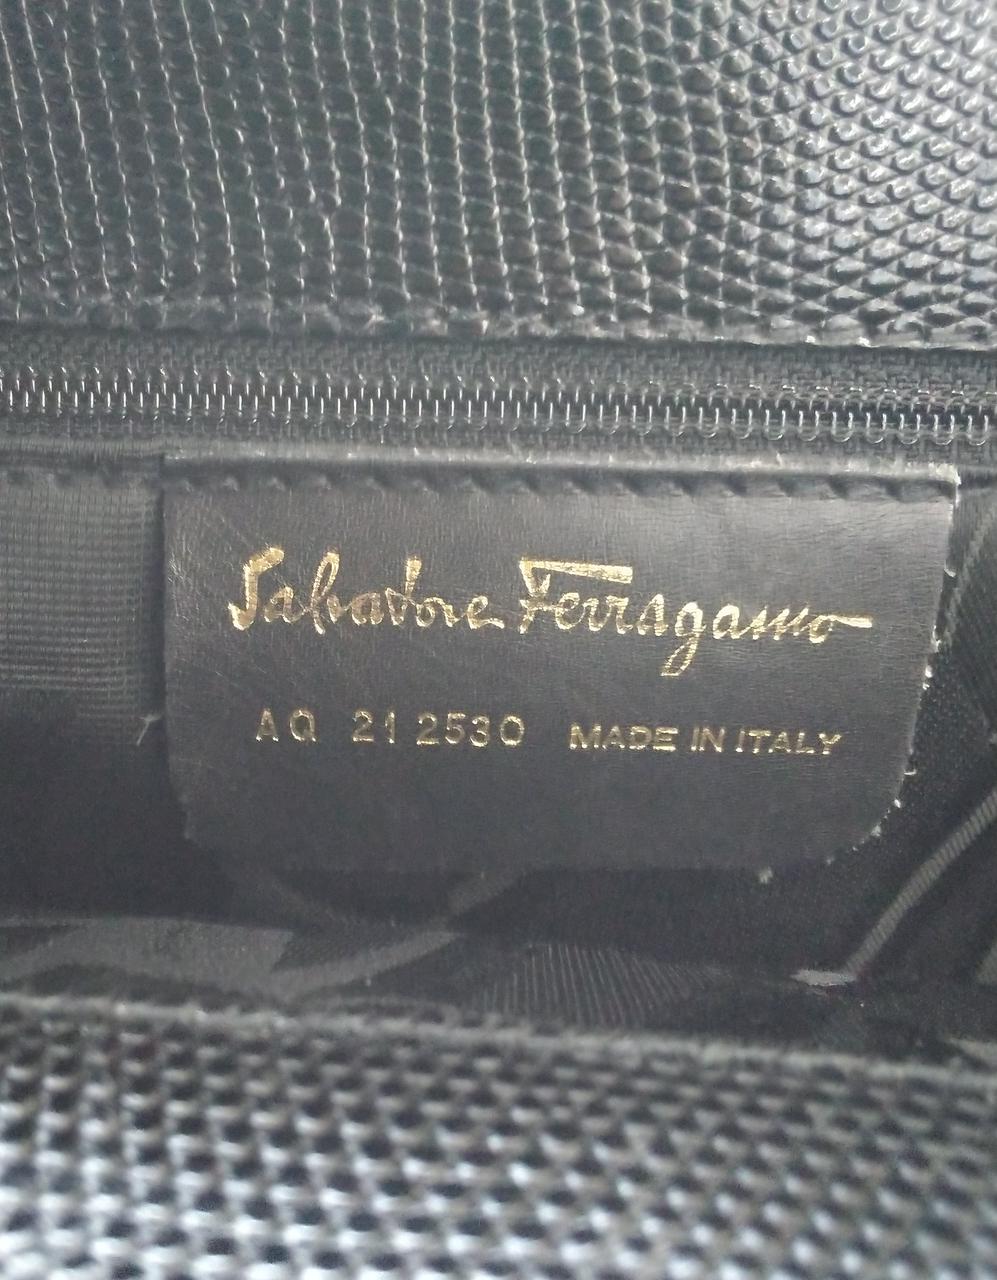 Salvatore Ferragamo
AQ 21 2530 MADE IN ITALY